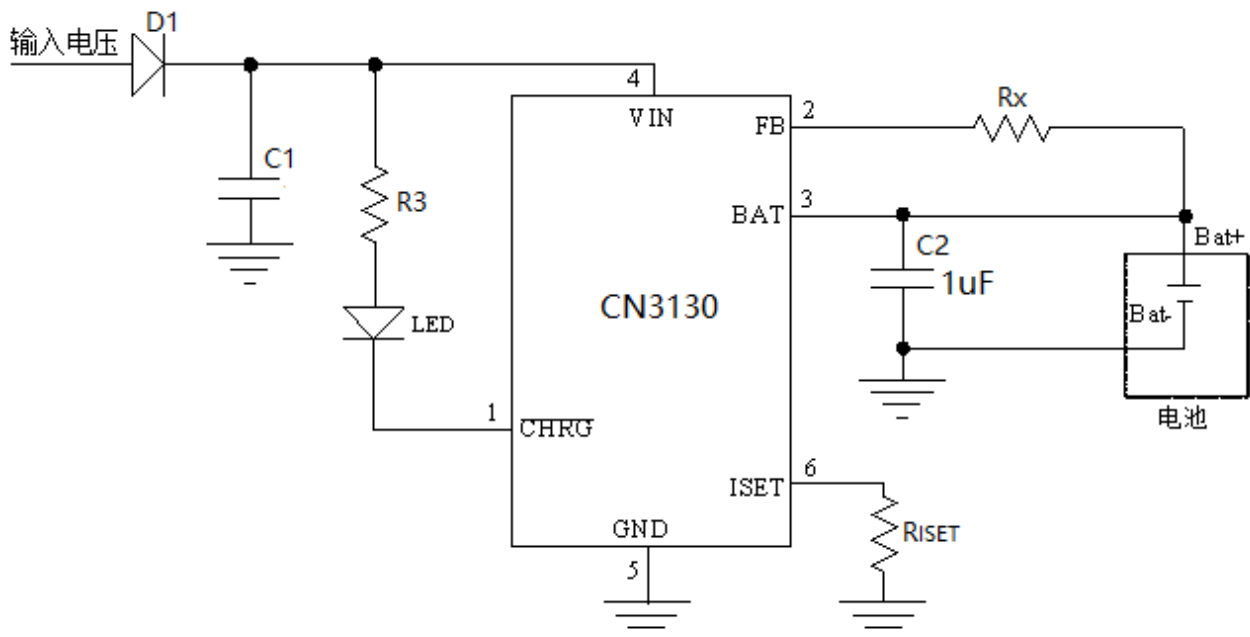 D1
输入电压
4
VIN
2
FB
Rx
C1
R3
3
BAT
Bat+
C2
1uF
CN3130
LED
Bat-
1
CHRG
电池
6
ISET
RISET
GND
5